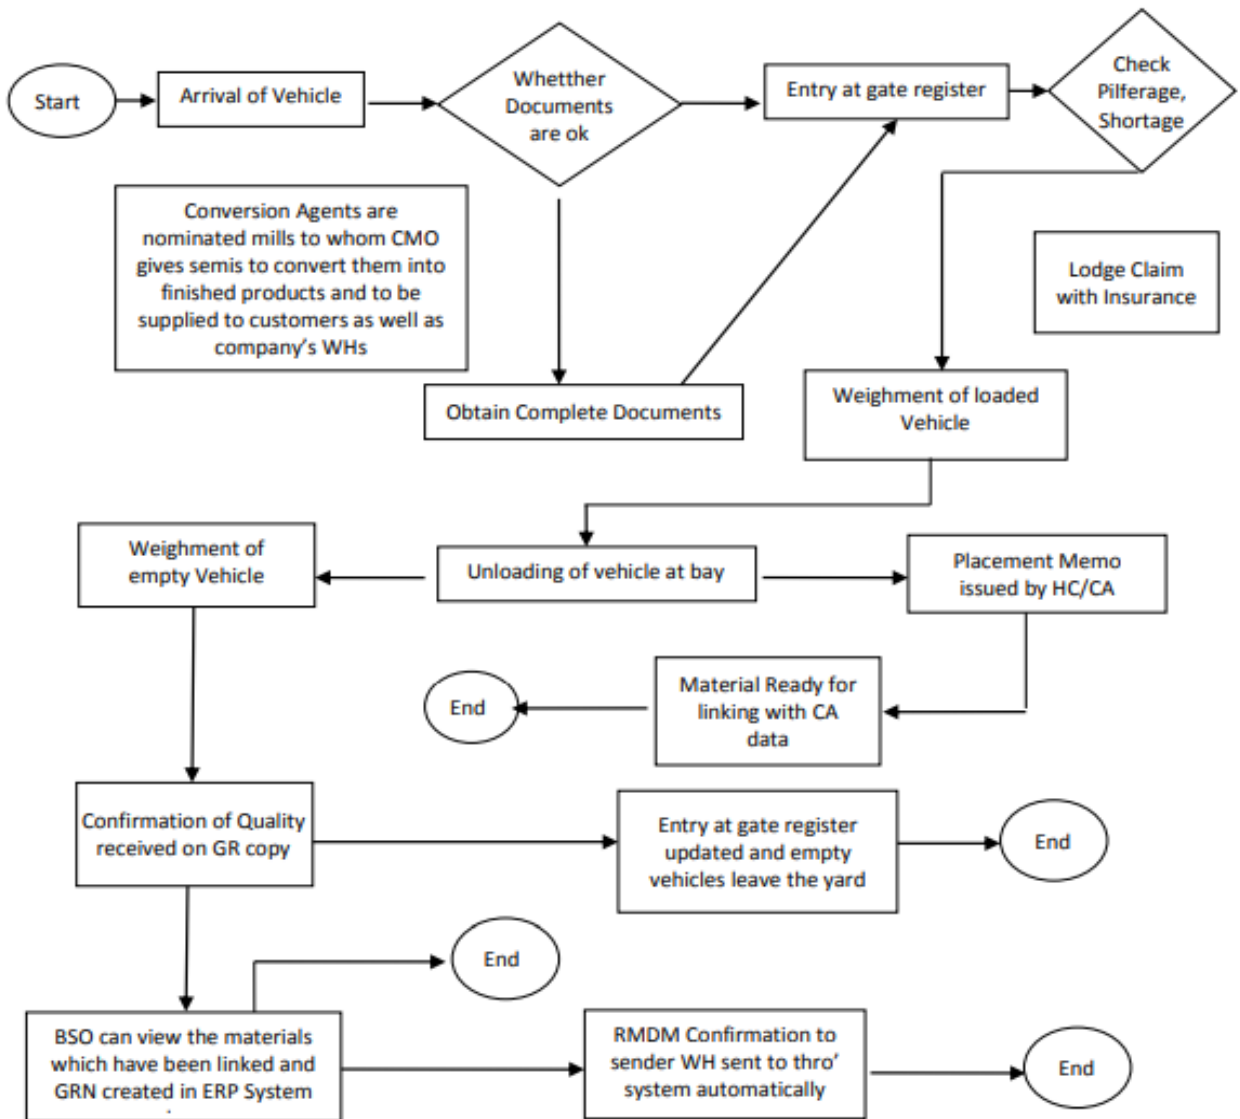 Start
Arrival of Vehicle
Whetther
Documents
are ok
Entry at gate register
Check
Pilferage,
Shortage
Conversion Agents are
nominated mills to whom CMO
gives semis to convert them into
finished products and to be
supplied to customers as well as
company's WHs
Lodge Claim
with Insurance
Obtain Complete Documents
Weighment of loaded
Vehicle
Weighment of
empty Vehicle
Unloading of vehicle at bay
Placement Memo
issued by HC/CA
End
Material Ready for
linking with CA
data
Confirmation of Quality
received on GR copy
Entry at gate register
updated and empty
vehicles leave the yard
End
End
BSO can view the materials
which have been linked and
GRN created in ERP System
RMDM Confirmation to
sender WH sent to thro'
system automatically
End